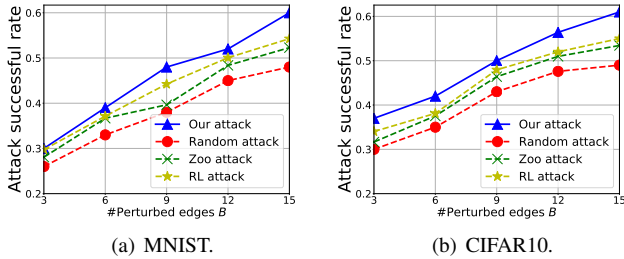 Attack successful rate
0.6
0.5
0.4
0.3
0.2
3 6 9 12 15
#Perturbed edges B
Our attack
Random attack
Zoo attack
RL attack
(a) MNIST.
Attack successful rate
0.6
0.5
0.4
0.3
0.2
3 6 9 12 15
#Perturbed edges B
Our attack
Random attack
Zoo attack
RL attack
(b) CIFAR10.